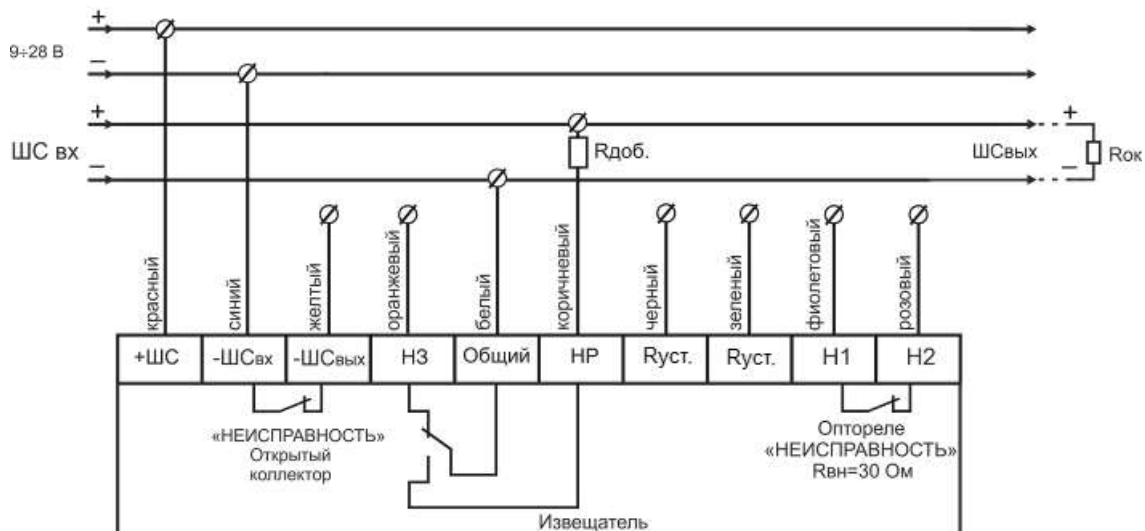 +
9÷28 В
−
+
ШС вх
−
Rдоб.
ШСвых
+
−
Rок
красный
синий
желтый
оранжевый
белый
коричневый
черный
зеленый
фиолетовый
розовый
+ШС
-ШСвх
-ШСвых
НЗ
Общий
НР
Rуст.
Rуст.
Н1
Н2
«НЕИСПРАВНОСТЬ»
Открытый
коллектор
Оптореле
«НЕИСПРАВНОСТЬ»
Rвн=30 Ом
Извещатель